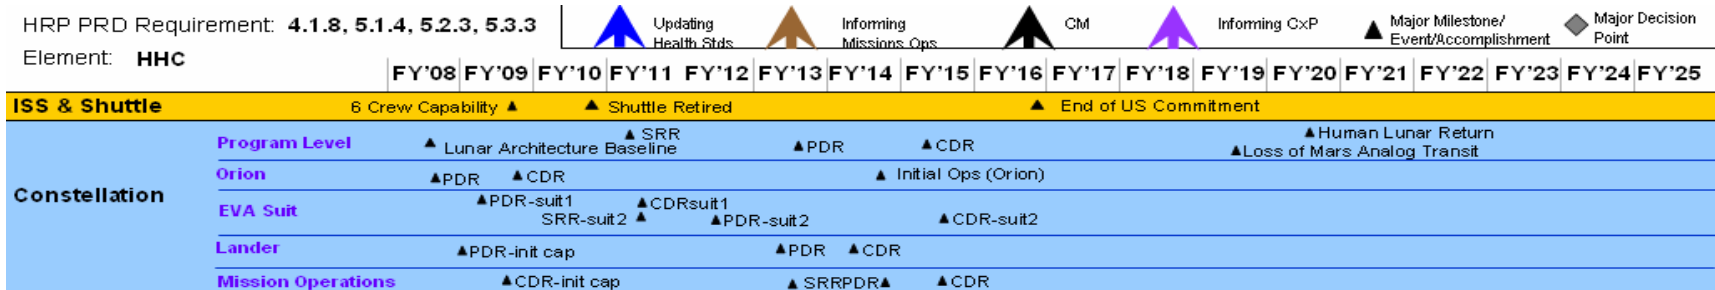 HRP PRD Requirement: 4.1.8, 5.1.4, 5.2.3, 5.3.3
Element: HHC
Updating
Health Stds
Informing
Missions Ops
CM
Informing CxP
Major Milestone/
Event/Accomplishment
Major Decision
Point
FY'08 FY'09 FY'10 FY'11 FY'12 FY'13 FY'14 FY'15 FY'16 FY'17 FY'18 FY'19 FY'20 FY'21 FY'22 FY'23 FY'24 FY'25
ISS & Shuttle
6 Crew Capability
Shuttle Retired
End of US Commitment
Constellation
Program Level
Lunar Architecture Baseline
SRR
PDR
CDR
Human Lunar Return
Loss of Mars Analog Transit
Orion
PDR
CDR
Initial Ops (Orion)
EVA Suit
PDR-suit1
SRR-suit2
CDRsuit1
PDR-suit2
CDR-suit2
Lander
PDR-init cap
PDR
CDR
Mission Operations
CDR-init cap
SRRPDR
CDR